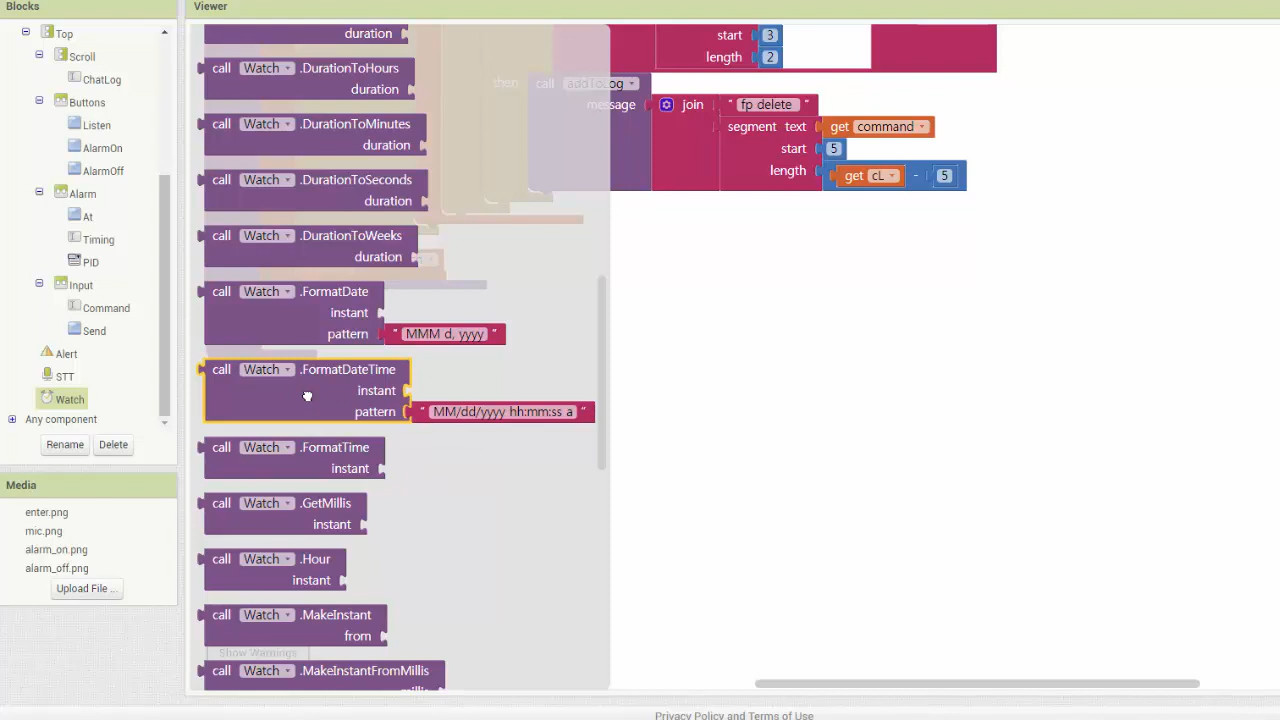 Blocks
Viewer
Top
Scroll
ChatLog
Buttons
Listen
AlarmOn
AlarmOff
Alarm
At
Timing
PID
Input
Command
Send
Alert
STT
Watch
Any component
Rename
Delete
Media
enter.png
mic.png
alarm_on.png
alarm_off.png
Upload File ...
duration
call Watch .DurationToHours
duration
call Watch .DurationToMinutes
duration
call Watch .DurationToSeconds
duration
call Watch .DurationToWeeks
duration
call Watch .FormatDate
instant
pattern " MMM d, yyyy "
call Watch .FormatDateTime
instant
pattern " MM/dd/yyyy hh:mm:ss a "
call Watch .FormatTime
instant
call Watch .GetMillis
instant
call Watch .Hour
instant
call Watch .MakeInstant
from
Show Warnings
call Watch .MakeInstantFromMillis
millis
start 3
length 2
then call addToLog
message join " fp delete "
segment text get command
start 5
length get cL - 5
Privacy Policy and Terms of Use